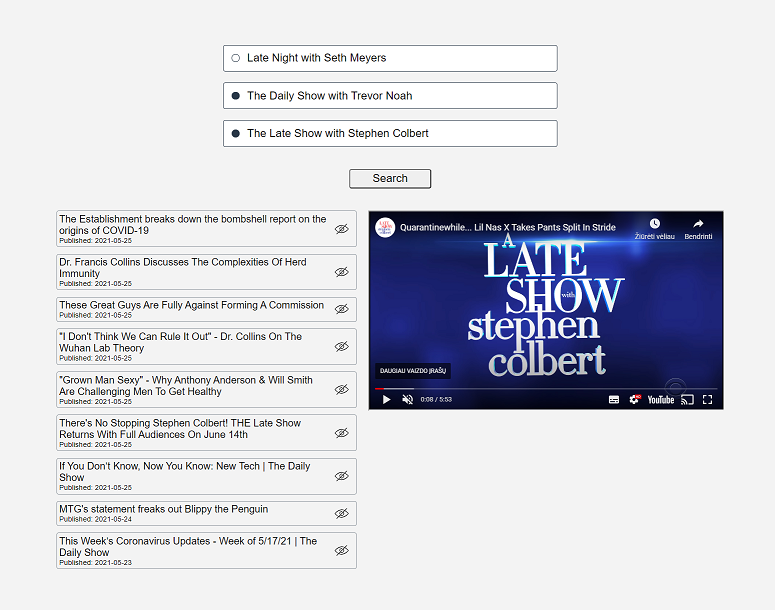 Late Night with Seth Meyers
The Daily Show with Trevor Noah
The Late Show with Stephen Colbert
Search
The Establishment breaks down the bombshell report on the
origins of COVID-19
Published: 2021-05-25
Dr. Francis Collins Discusses The Complexities Of Herd
Immunity
Published: 2021-05-25
These Great Guys Are Fully Against Forming A Commission
Published: 2021-05-25
"I Don't Think We Can Rule It Out" - Dr. Collins On The
Wuhan Lab Theory
Published: 2021-05-25
"Grown Man Sexy" - Why Anthony Anderson & Will Smith
Are Challenging Men To Get Healthy
Published: 2021-05-25
There's No Stopping Stephen Colbert! THE Late Show
Returns With Full Audiences On June 14th
Published: 2021-05-25
If You Don't Know, Now You Know: New Tech | The Daily
Show
Published: 2021-05-25
MTG's statement freaks out Blippy the Penguin
Published: 2021-05-24
This Week's Coronavirus Updates - Week of 5/17/21 | The
Daily Show
Published: 2021-05-23
Quarantinewhile... Lil Nas X Takes Pants Split In Stride
Žiūrėti vėliau
Bendrinti
A
LATE
SHOW
with
stephen
colbert
DAUGIAU VAIZDO ĮRAŠŲ
0:08 / 5:53
YouTube